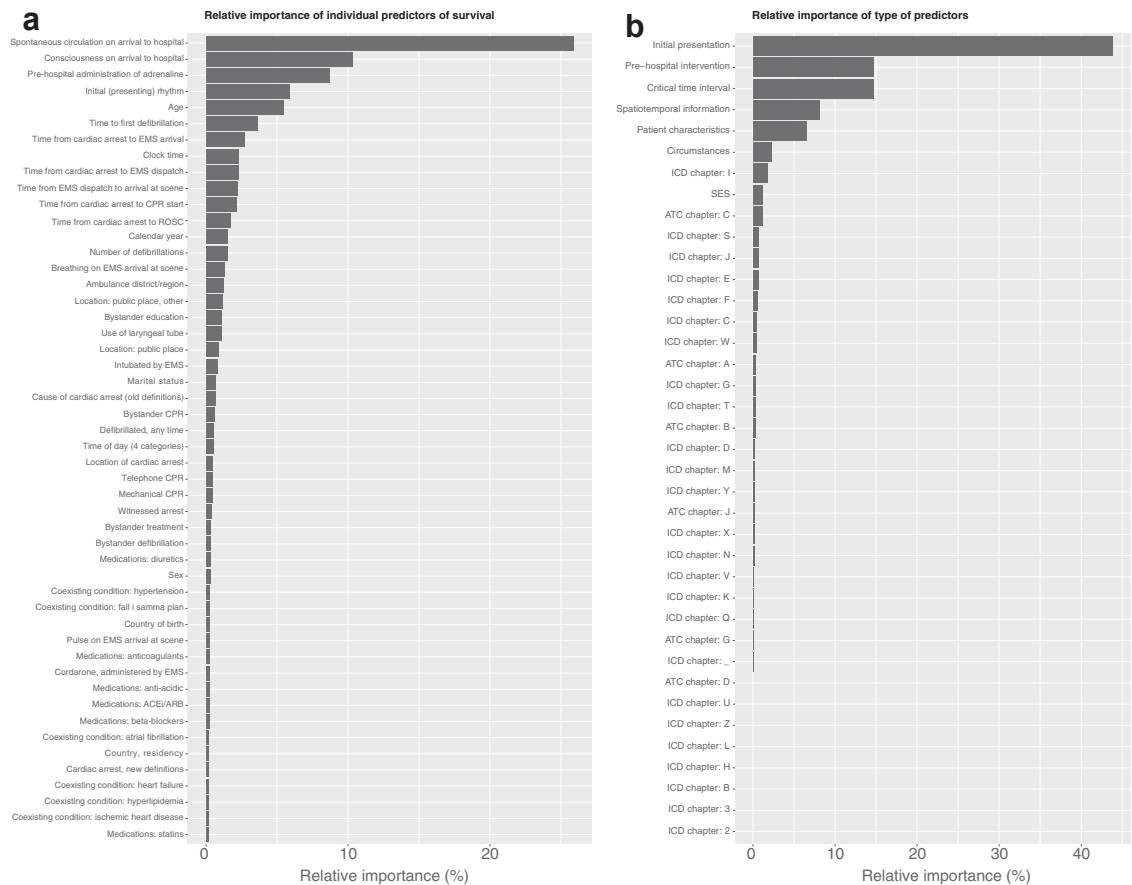 a
Relative importance of individual predictors of survival
Spontaneous circulation on arrival to hospital
Consciousness on arrival to hospital
Pre-hospital administration of adrenaline
Initial (presenting) rhythm
Age
Time to first defibrillation
Time from cardiac arrest to EMS arrival
Clock time
Time from cardiac arrest to EMS dispatch
Time from EMS dispatch to arrival at scene
Time from cardiac arrest to CPR start
Time from cardiac arrest to ROSC
Calendar year
Number of defibrillations
Breathing on EMS arrival at scene
Ambulance district/region
Location: public place, other
Bystander education
Use of laryngeal tube
Location: public place
Intubated by EMS
Marital status
Cause of cardiac arrest (old definitions)
Bystander CPR
Defibrillated, any time
Time of day (4 categories)
Location of cardiac arrest
Telephone CPR
Mechanical CPR
Witnessed arrest
Bystander treatment
Bystander defibrillation
Medications: diuretics
Sex
Coexisting condition: hypertension
Coexisting condition: fall i samma plan
Country of birth
Pulse on EMS arrival at scene
Medications: anticoagulants
Cordarone, administered by EMS
Medications: anti-acidic
Medications: ACEi/ARB
Medications: beta-blockers
Coexisting condition: atrial fibrillation
Country, residency
Cardiac arrest, new definitions
Coexisting condition: heart failure
Coexisting condition: hyperlipidemia
Coexisting condition: ischemic heart disease
Medications: statins
0 10 20
Relative importance (%)
b
Relative importance of type of predictors
Initial presentation
Pre-hospital intervention
Critical time interval
Spatiotemporal information
Patient characteristics
Circumstances
ICD chapter: I
SES
ATC chapter: C
ICD chapter: S
ICD chapter: J
ICD chapter: E
ICD chapter: F
ICD chapter: C
ICD chapter: W
ATC chapter: A
ICD chapter: G
ICD chapter: T
ATC chapter: B
ICD chapter: D
ICD chapter: M
ICD chapter: Y
ATC chapter: J
ICD chapter: X
ICD chapter: N
ICD chapter: V
ICD chapter: K
ICD chapter: Q
ATC chapter: G
ICD chapter: _
ATC chapter: D
ICD chapter: U
ICD chapter: Z
ICD chapter: L
ICD chapter: H
ICD chapter: B
ICD chapter: 3
ICD chapter: 2
0 10 20 30 40
Relative importance (%)